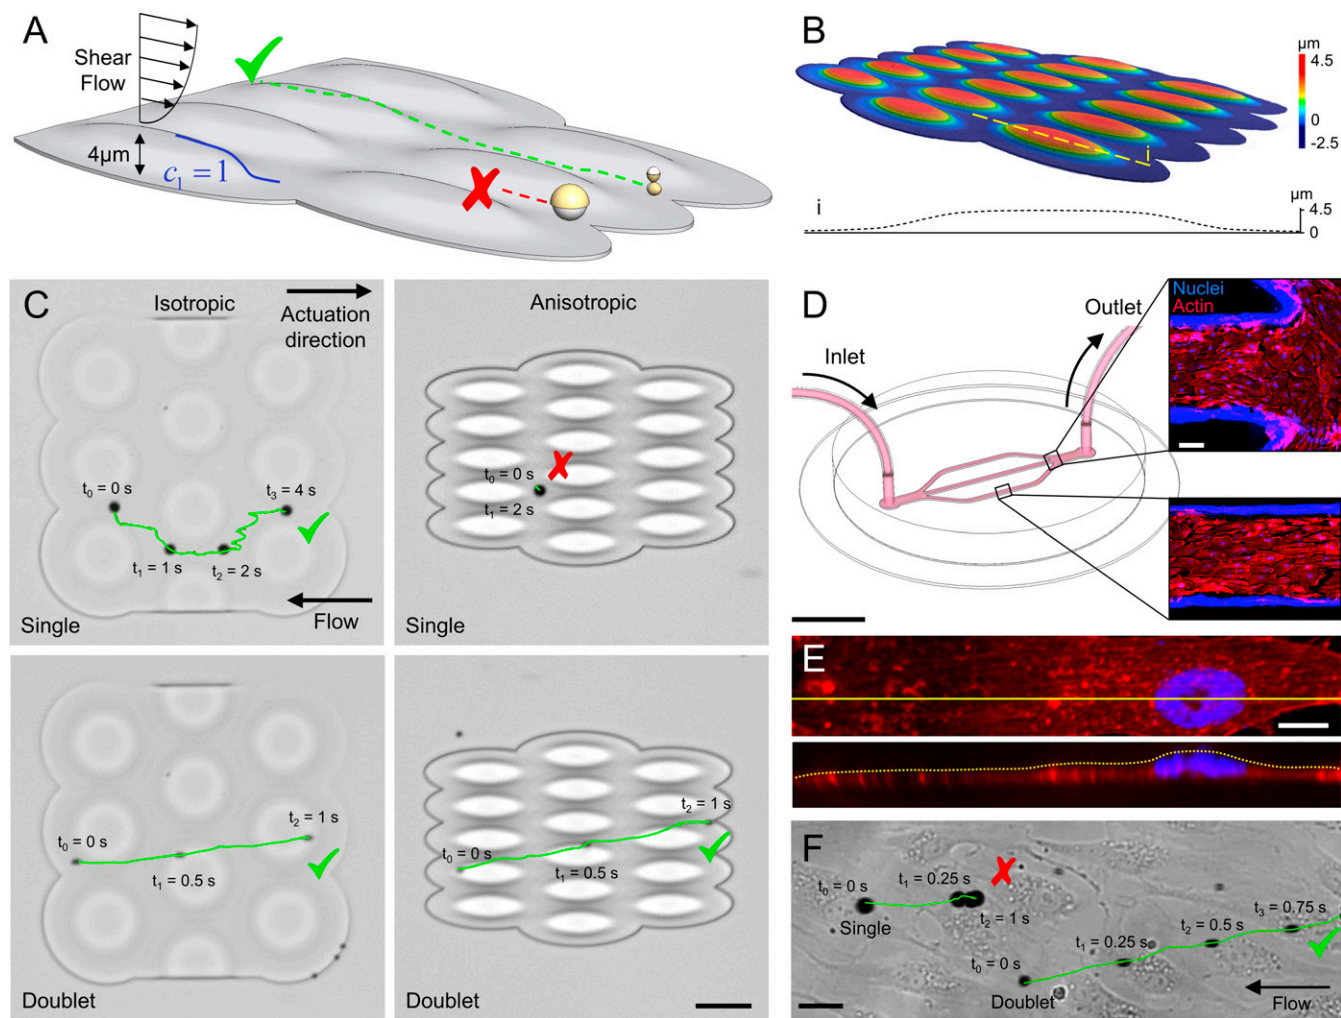 A
Shear
Flow
4µm
c₁ = 1
B
µm
4.5
0
-2.5
i
i
µm
4.5
0
C
Isotropic
Actuation
direction
t₀ = 0 s
t₃ = 4 s
t₁ = 1 s
t₂ = 2 s
Flow
Single
Anisotropic
t₀ = 0 s
t₁ = 2 s
Single
t₀ = 0 s
t₂ = 1 s
t₁ = 0.5 s
Doublet
t₂ = 1 s
t₀ = 0 s
t₁ = 0.5 s
Doublet
D
Inlet
Outlet
Nuclei
Actin
E
F
t₀ = 0 s
t₁ = 0.25 s
t₂ = 1 s
Single
t₃ = 0.75 s
t₂ = 0.5 s
t₁ = 0.25 s
t₀ = 0 s
Doublet
Flow